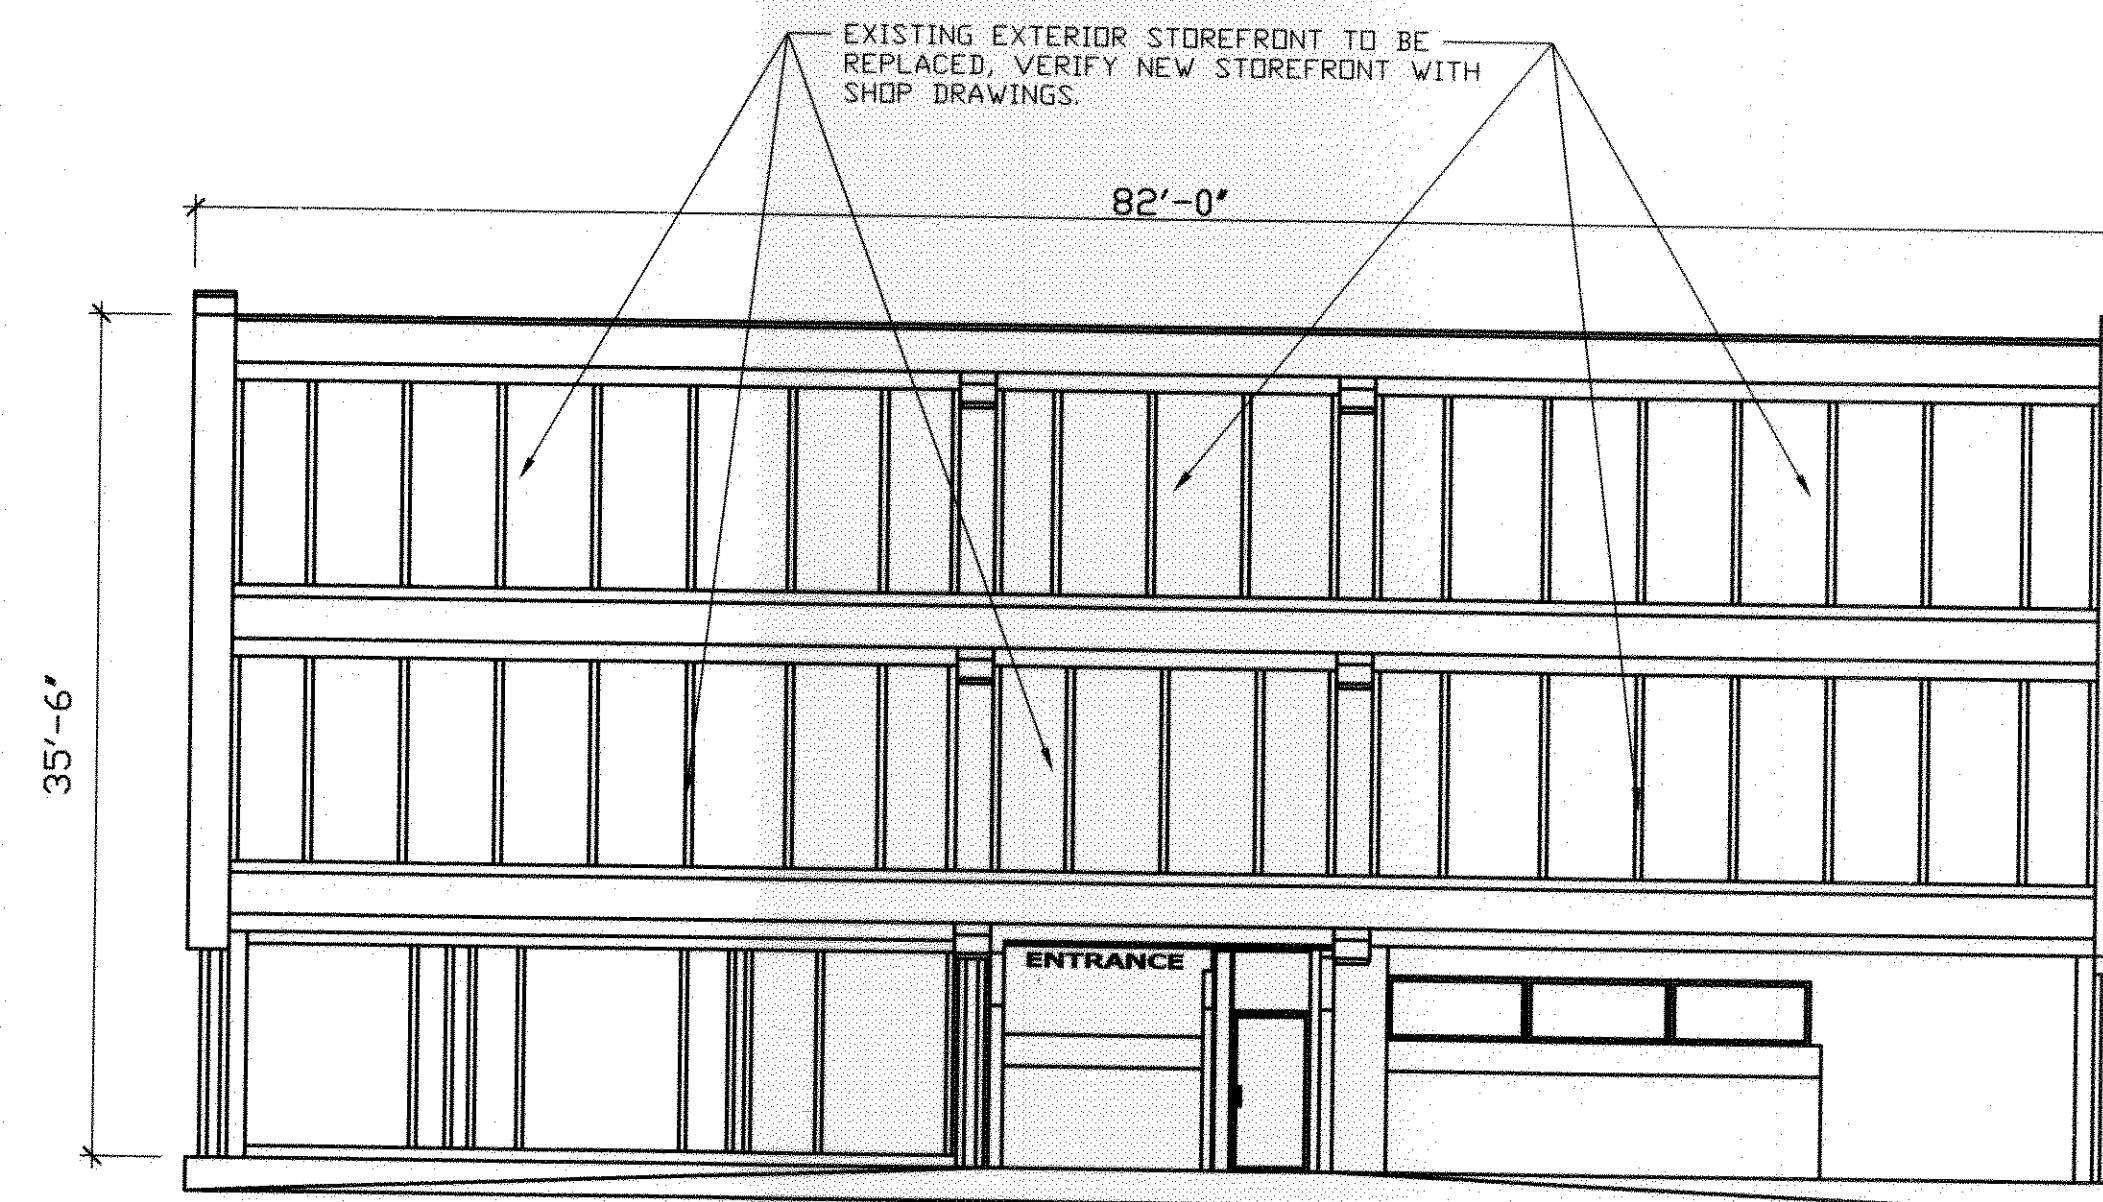 EXISTING EXTERIOR STOREFRONT TO BE
REPLACED, VERIFY NEW STOREFRONT WITH
SHOP DRAWINGS.
82'-0"
35'-6"
ENTRANCE